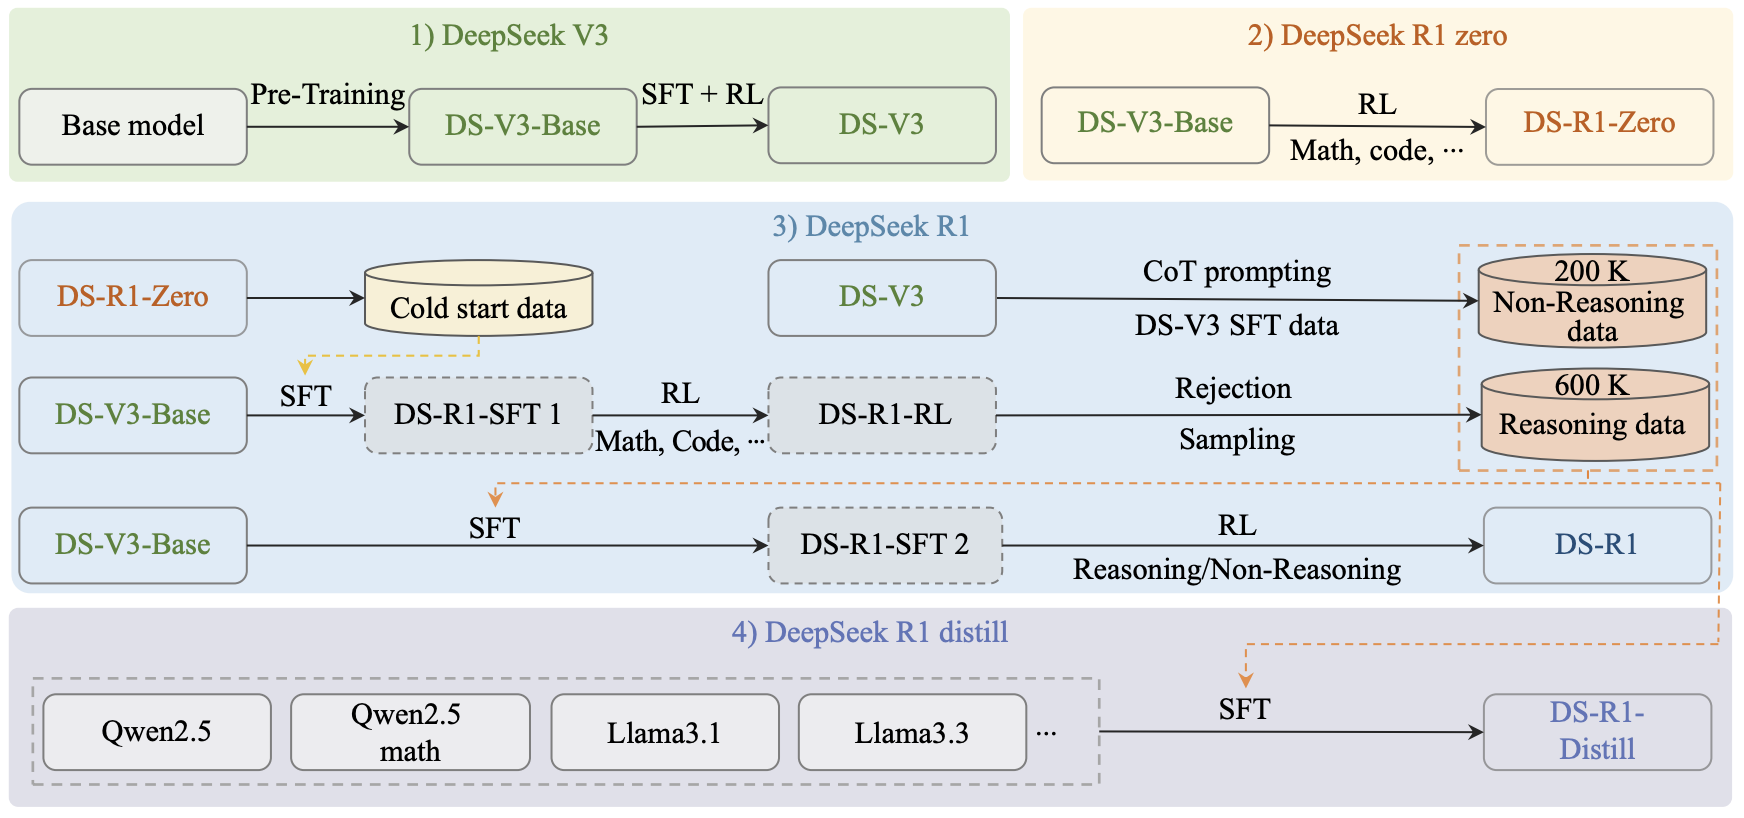 1) DeepSeek V3
Base model
Pre-Training
DS-V3-Base
SFT + RL
DS-V3
2) DeepSeek R1 zero
DS-V3-Base
RL
Math, code, ···
DS-R1-Zero
3) DeepSeek R1
DS-R1-Zero
Cold start data
DS-V3
CoT prompting
DS-V3 SFT data
200 K
Non-Reasoning
data
DS-V3-Base
SFT
DS-R1-SFT 1
RL
Math, Code, ···
DS-R1-RL
Rejection
Sampling
600 K
Reasoning data
DS-V3-Base
SFT
DS-R1-SFT 2
RL
Reasoning/Non-Reasoning
DS-R1
4) DeepSeek R1 distill
Qwen2.5
Qwen2.5
math
Llama3.1
Llama3.3
···
SFT
DS-R1-
Distill